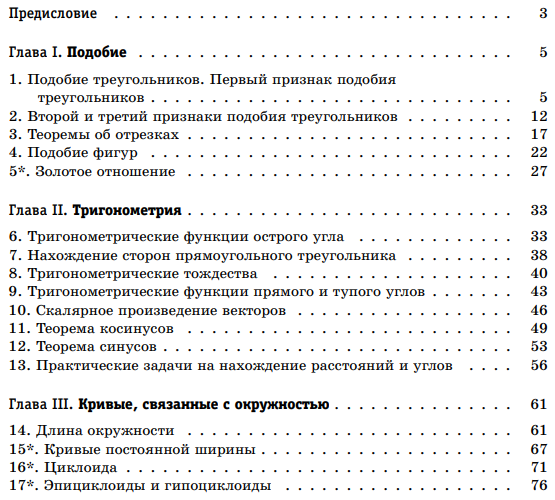 Предисловие . . . . . . . . . . . . . . . . . . . . . . . . . . . . . . 3
Глава I. Подобие . . . . . . . . . . . . . . . . . . . . . . . . . . . . 5
1. Подобие треугольников. Первый признак подобия
треугольников . . . . . . . . . . . . . . . . . . . . . . . . . . . 5
2. Второй и третий признаки подобия треугольников . . . . . . . . 12
3. Теоремы об отрезках . . . . . . . . . . . . . . . . . . . . . . . . 17
4. Подобие фигур . . . . . . . . . . . . . . . . . . . . . . . . . . . 22
5*. Золотое отношение . . . . . . . . . . . . . . . . . . . . . . . . 27
Глава II. Тригонометрия . . . . . . . . . . . . . . . . . . . . . . . . 33
6. Тригонометрические функции острого угла . . . . . . . . . . . 33
7. Нахождение сторон прямоугольного треугольника . . . . . . . . 38
8. Тригонометрические тождества . . . . . . . . . . . . . . . . . . 40
9. Тригонометрические функции прямого и тупого углов . . . . . . 43
10. Скалярное произведение векторов . . . . . . . . . . . . . . . . 46
11. Теорема косинусов . . . . . . . . . . . . . . . . . . . . . . . . 49
12. Теорема синусов . . . . . . . . . . . . . . . . . . . . . . . . . 53
13. Практические задачи на нахождение расстояний и углов . . . . 56
Глава III. Кривые, связанные с окружностью . . . . . . . . . . . . . 61
14. Длина окружности . . . . . . . . . . . . . . . . . . . . . . . . 61
15*. Кривые постоянной ширины . . . . . . . . . . . . . . . . . . . 67
16*. Циклоида . . . . . . . . . . . . . . . . . . . . . . . . . . . . 71
17*. Эпициклоиды и гипоциклоиды . . . . . . . . . . . . . . . . . . 76